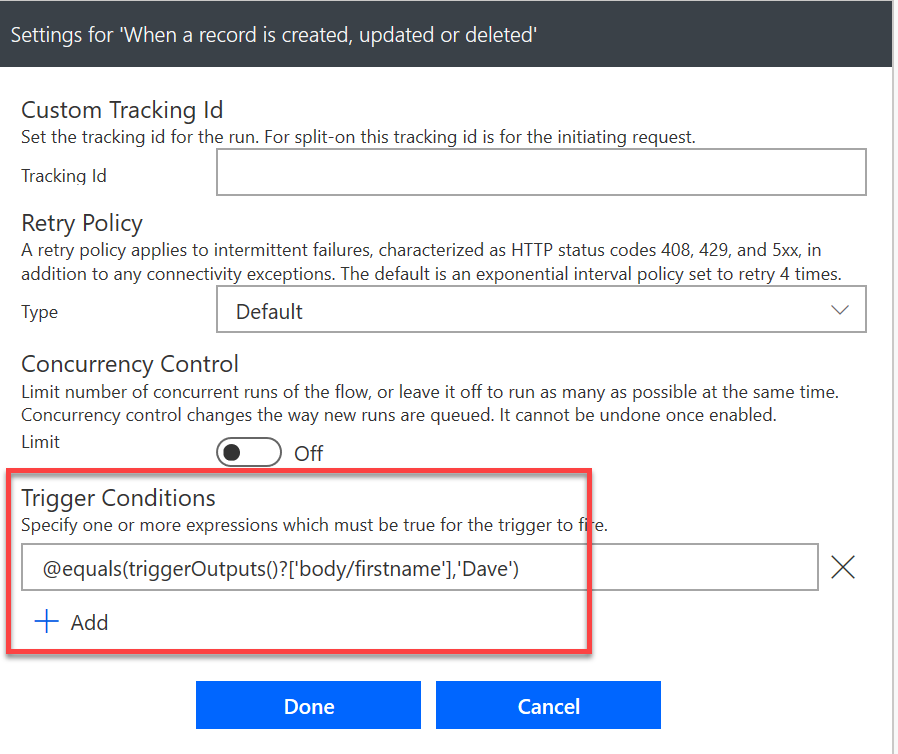 Settings for 'When a record is created, updated or deleted'
Custom Tracking Id
Set the tracking id for the run. For split-on this tracking id is for the initiating request.
Tracking Id
Retry Policy
A retry policy applies to intermittent failures, characterized as HTTP status codes 408, 429, and 5xx, in
addition to any connectivity exceptions. The default is an exponential interval policy set to retry 4 times.
Type
Default
Concurrency Control
Limit number of concurrent runs of the flow, or leave it off to run as many as possible at the same time.
Concurrency control changes the way new runs are queued. It cannot be undone once enabled.
Limit
Off
Trigger Conditions
Specify one or more expressions which must be true for the trigger to fire.
@equals(triggerOutputs()?['body/firstname'],'Dave')
Add
Done
Cancel